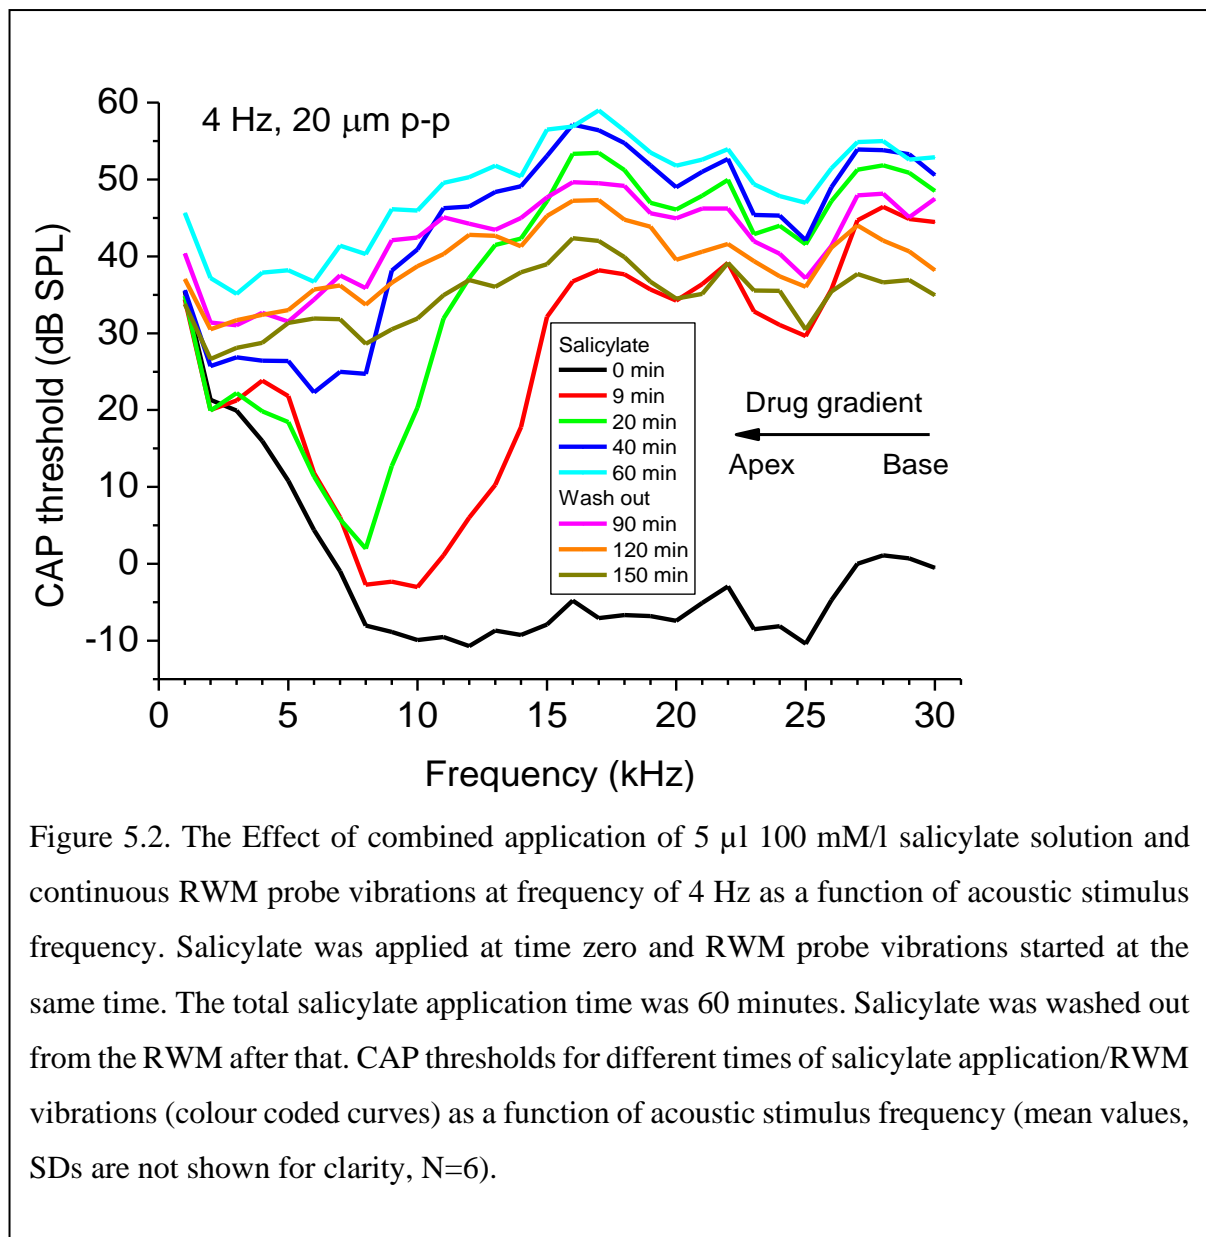 4 Hz, 20 μm p-p
CAP threshold (dB SPL)
60
50
40
30
20
10
0
-10
Salicylate
0 min
9 min
20 min
40 min
60 min
Wash out
90 min
120 min
150 min
Drug gradient
Apex Base
0 5 10 15 20 25 30
Frequency (kHz)
Figure 5.2. The Effect of combined application of 5 µl 100 mM/l salicylate solution and
continuous RWM probe vibrations at frequency of 4 Hz as a function of acoustic stimulus
frequency. Salicylate was applied at time zero and RWM probe vibrations started at the
same time. The total salicylate application time was 60 minutes. Salicylate was washed out
from the RWM after that. CAP thresholds for different times of salicylate application/RWM
vibrations (colour coded curves) as a function of acoustic stimulus frequency (mean values,
SDs are not shown for clarity, N=6).